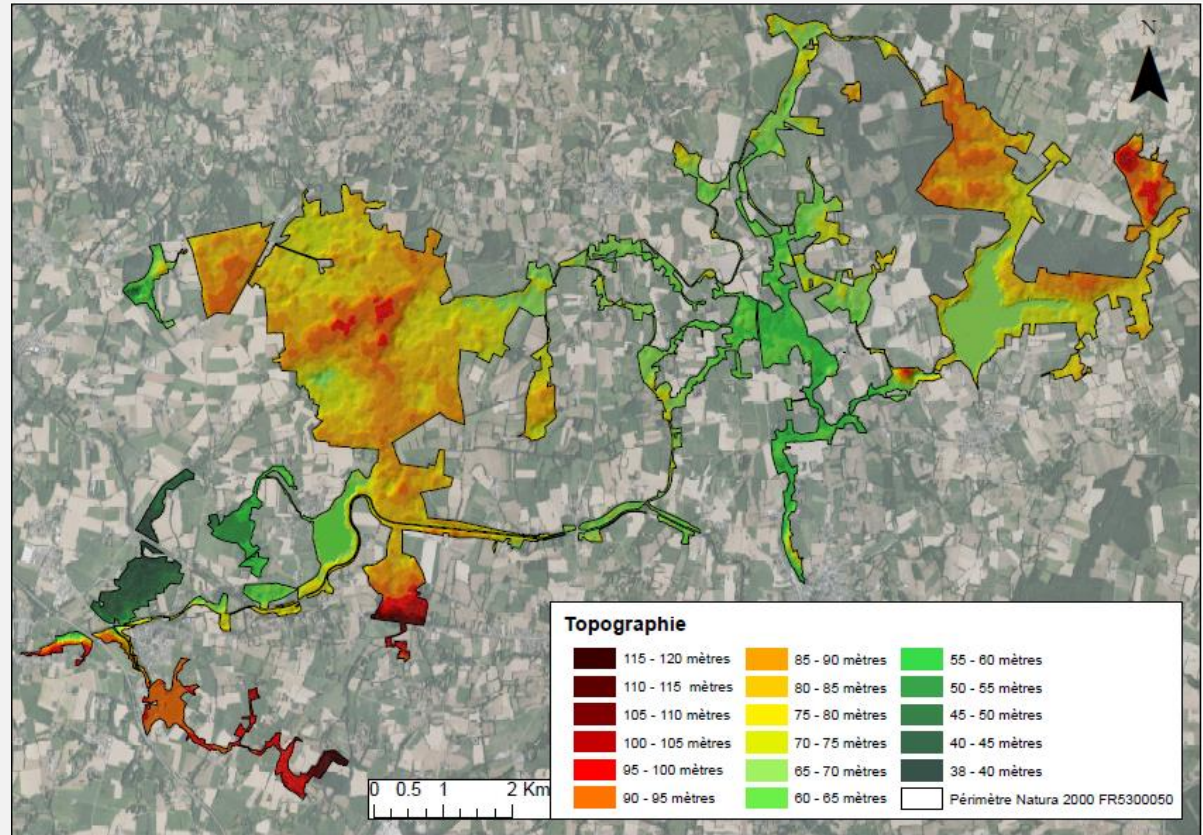 N
Topographie
115 - 120 mètres
110 - 115 mètres
105 - 110 mètres
100 - 105 mètres
95 - 100 mètres
90 - 95 mètres
85 - 90 mètres
80 - 85 mètres
75 - 80 mètres
70 - 75 mètres
65 - 70 mètres
60 - 65 mètres
55 - 60 mètres
50 - 55 mètres
45 - 50 mètres
40 - 45 mètres
38 - 40 mètres
Périmètre Natura 2000 FR5300050
0 0.5 1 2 Km